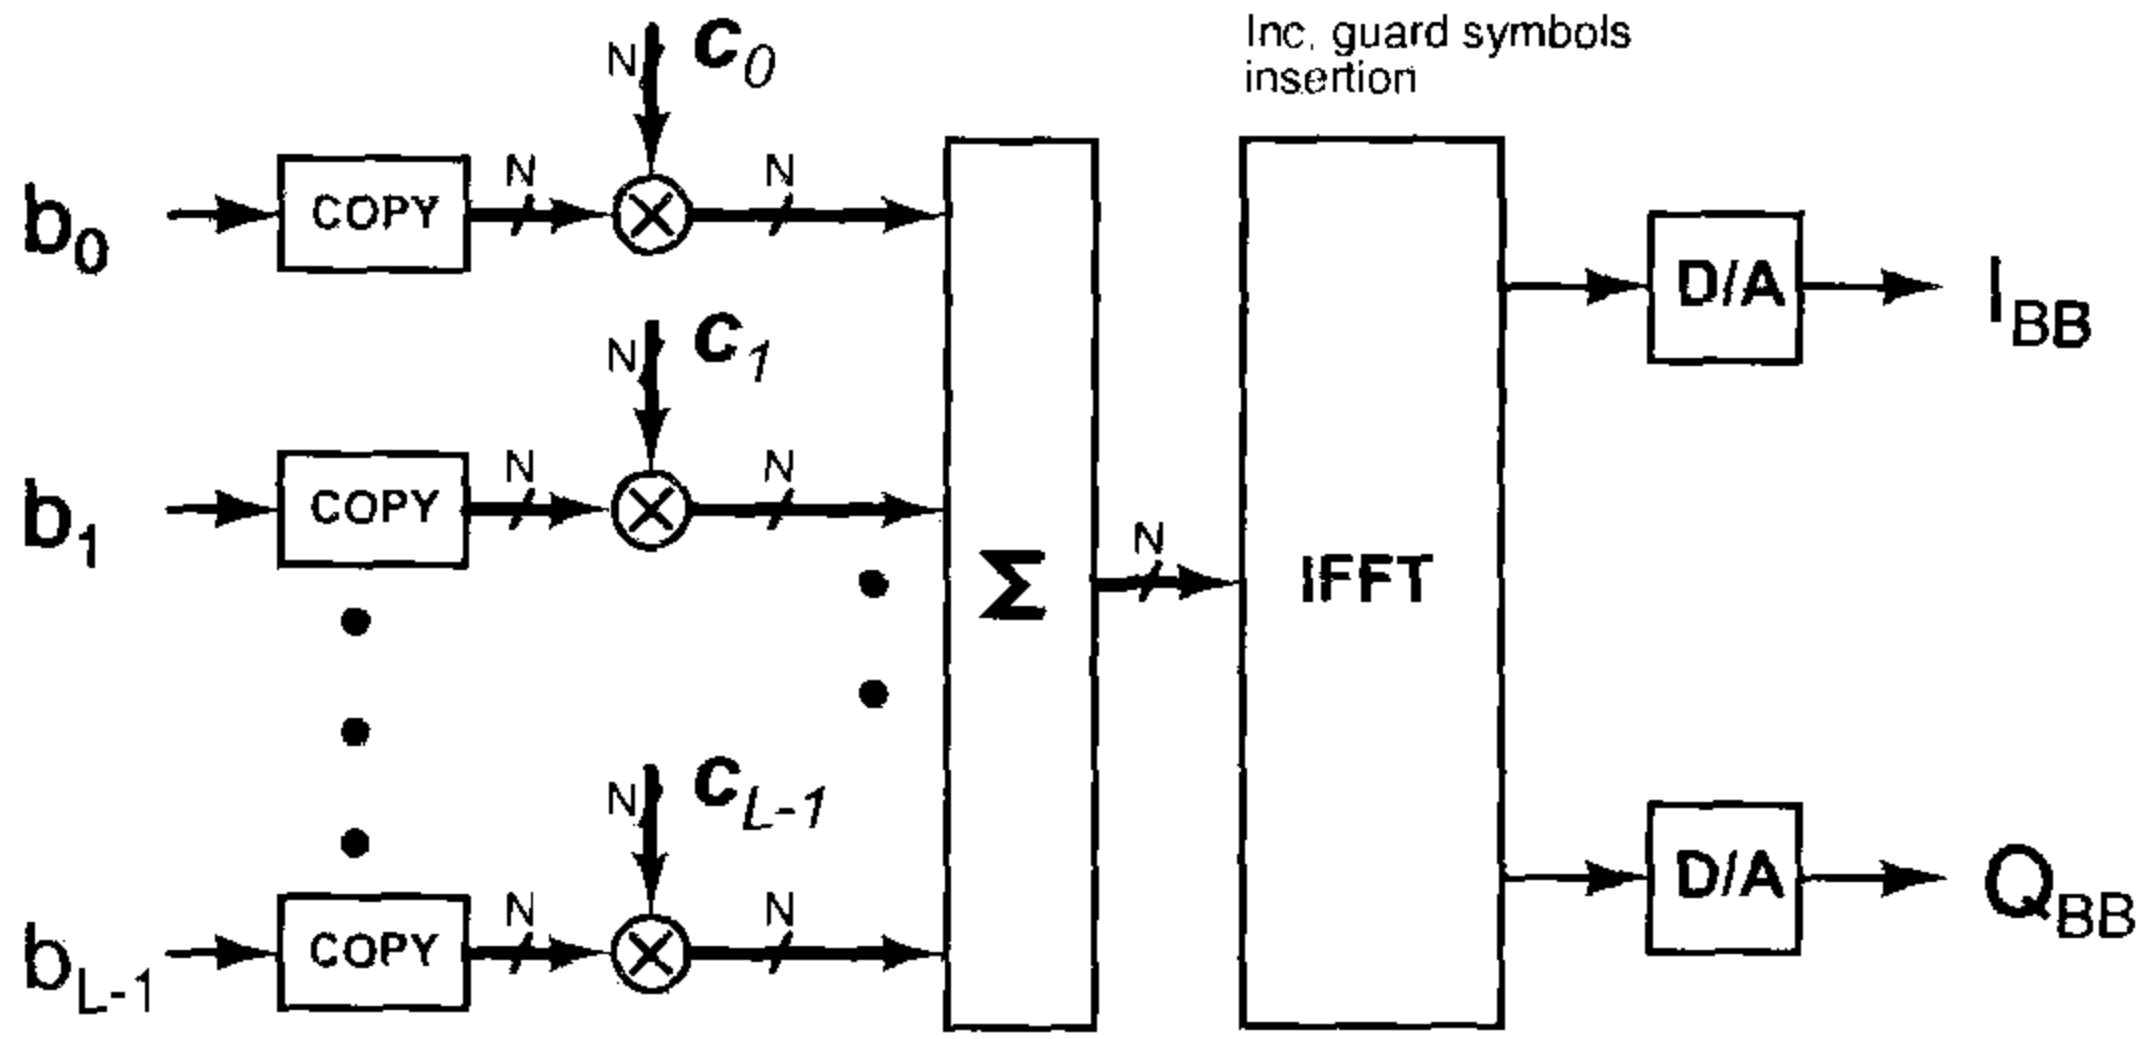 Inc. guard symbols
insertion
N c0
b0 COPY N N
N c1
b1 COPY N N
Σ N IFFT
D/A IBB
N cL-1
bL-1 COPY N N
D/A QBB